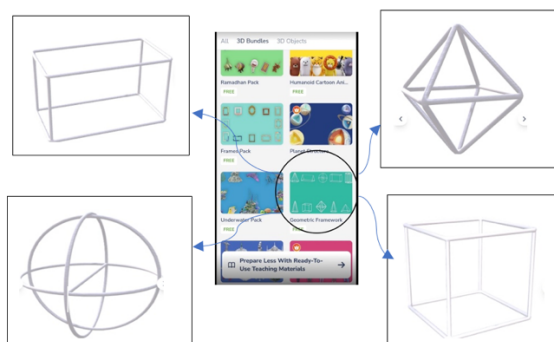 All 3D Bundles 3D Objects
Ramadhan Pack
FREE
Humanoid Cartoon Ani...
FREE
Frames Pack
FREE
Underwater Pack
FREE
Geometric Framework
FREE
Prepare Less With Ready-To-
Use Teaching Materials